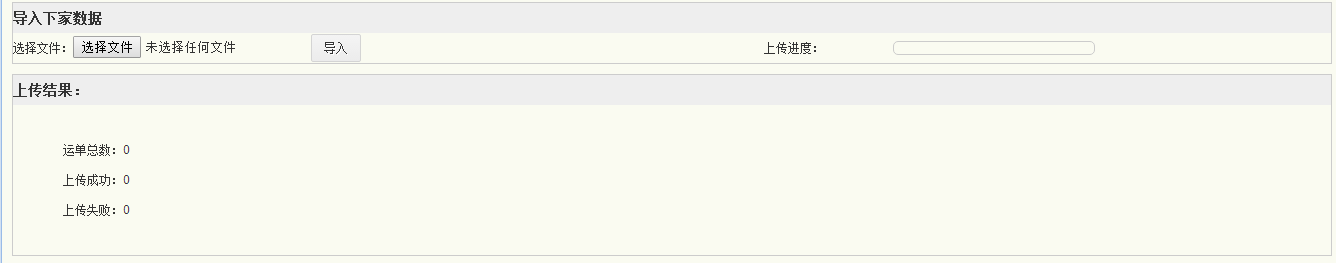 导入下家数据
选择文件： 选择文件 未选择任何文件 导入 上传进度：
上传结果：
运单总数：0
上传成功：0
上传失败：0